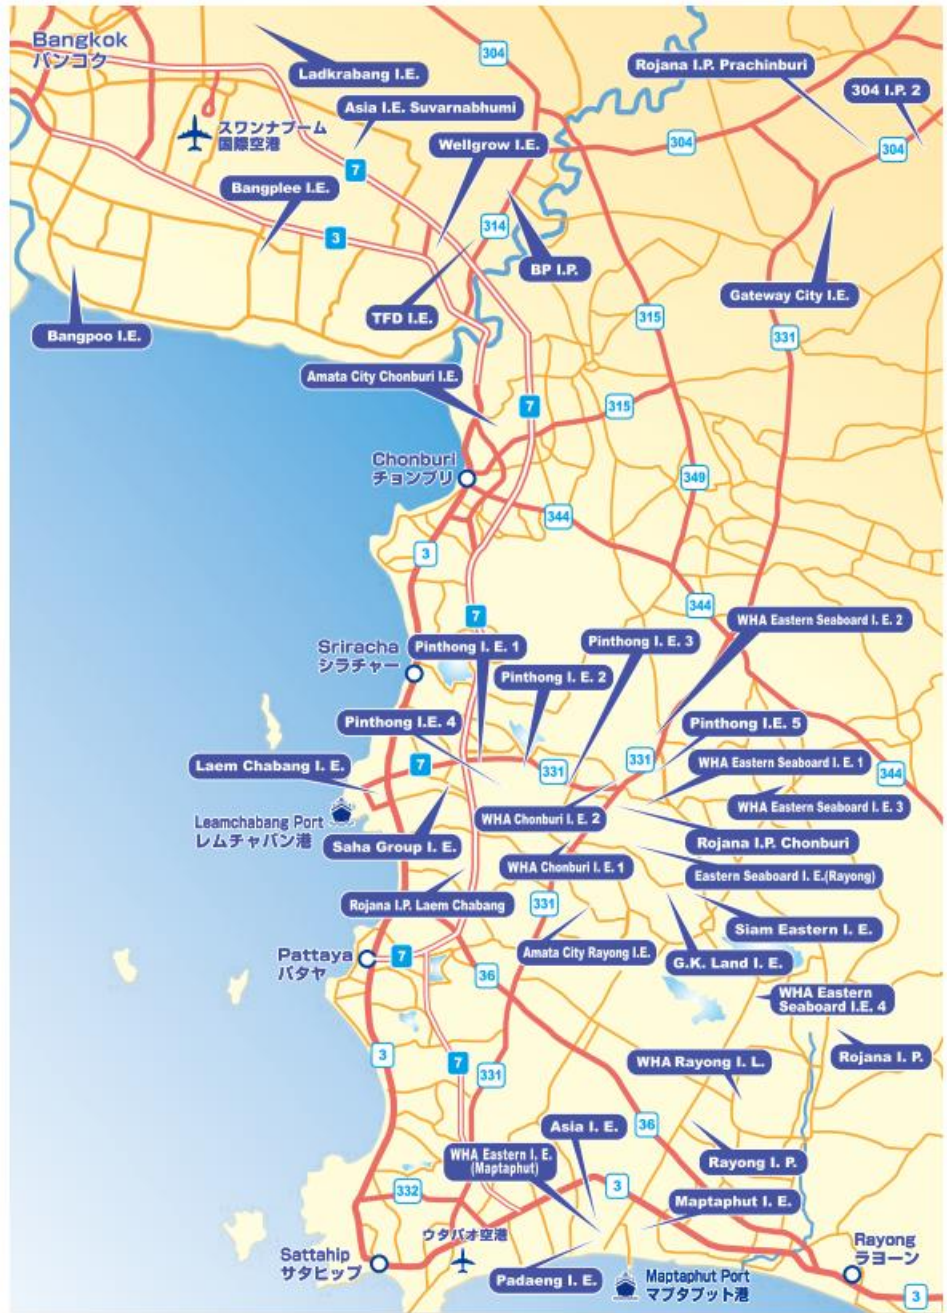 Bangkok
バンコク
304
Ladkrabang I.E.
Rojana I.P. Prachinburi
304 I.P. 2
Asia I.E. Suvarnabhumi
スワンナプーム
国際空港
Wellgrow I.E.
304
304
7
Bangplee I.E.
3
314
BP I.P.
Gateway City I.E.
TFD I.E.
315
Bangpoo I.E.
331
Amata City Chonburi I.E.
7
315
Chonburi
チョンブリ
349
344
3
344
7
WHA Eastern Seaboard I. E. 2
Sriracha
シラチャー
Pinthong I. E. 1
Pinthong I. E. 3
Pinthong I. E. 2
Pinthong I.E. 4
Pinthong I.E. 5
Laem Chabang I. E.
7
331
331
WHA Eastern Seaboard I. E. 1
344
WHA Eastern Seaboard I. E. 3
Leamchabang Port
レムチャバン港
WHA Chonburi I. E. 2
Saha Group I. E.
Rojana I.P. Chonburi
WHA Chonburi I. E. 1
Eastern Seaboard I. E.(Rayong)
Rojana I.P. Laem Chabang
331
Siam Eastern I. E.
Amata City Rayong I.E.
G.K. Land I. E.
Pattaya
パタヤ
7
36
WHA Eastern
Seaboard I.E. 4
3
7
331
WHA Rayong I. L.
Rojana I. P.
Asia I. E.
36
WHA Eastern I. E.
(Maptaphut)
Rayong I. P.
332
3
Maptaphut I. E.
ウタパオ空港
Sattahip
サタヒップ
Rayong
ラヨーン
Padaeng I. E.
Maptaphut Port
マプタプット港
3